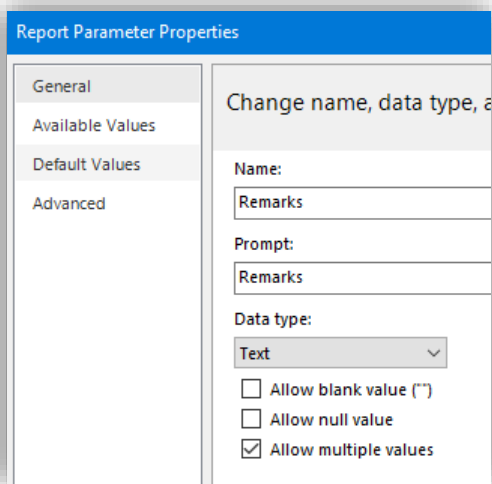 Report Parameter Properties
General
Available Values
Default Values
Advanced
Change name, data type, a
Name:
Remarks
Prompt:
Remarks
Data type:
Text
Allow blank value ("")
Allow null value
Allow multiple values